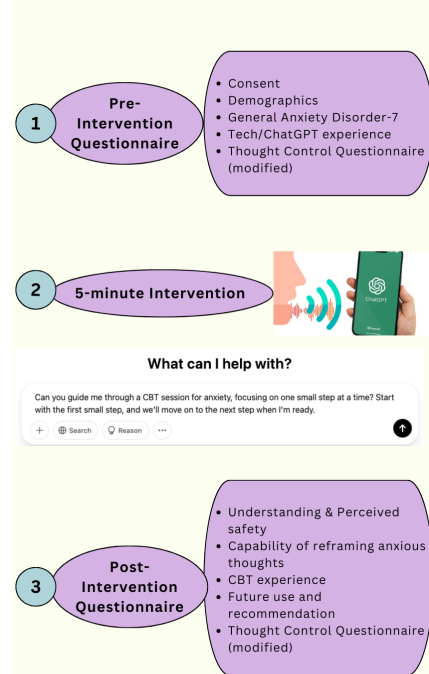 1
Pre-
Intervention
Questionnaire
• Consent
• Demographics
• General Anxiety Disorder-7
• Tech/ChatGPT experience
• Thought Control Questionnaire
(modified)
2
5-minute Intervention
ChatGPT
What can I help with?
Can you guide me through a CBT session for anxiety, focusing on one small step at a time? Start
with the first small step, and we'll move on to the next step when I'm ready.
+ Search Reason ...
3
Post-
Intervention
Questionnaire
• Understanding & Perceived
safety
• Capability of reframing anxious
thoughts
• CBT experience
• Future use and
recommendation
• Thought Control Questionnaire
(modified)